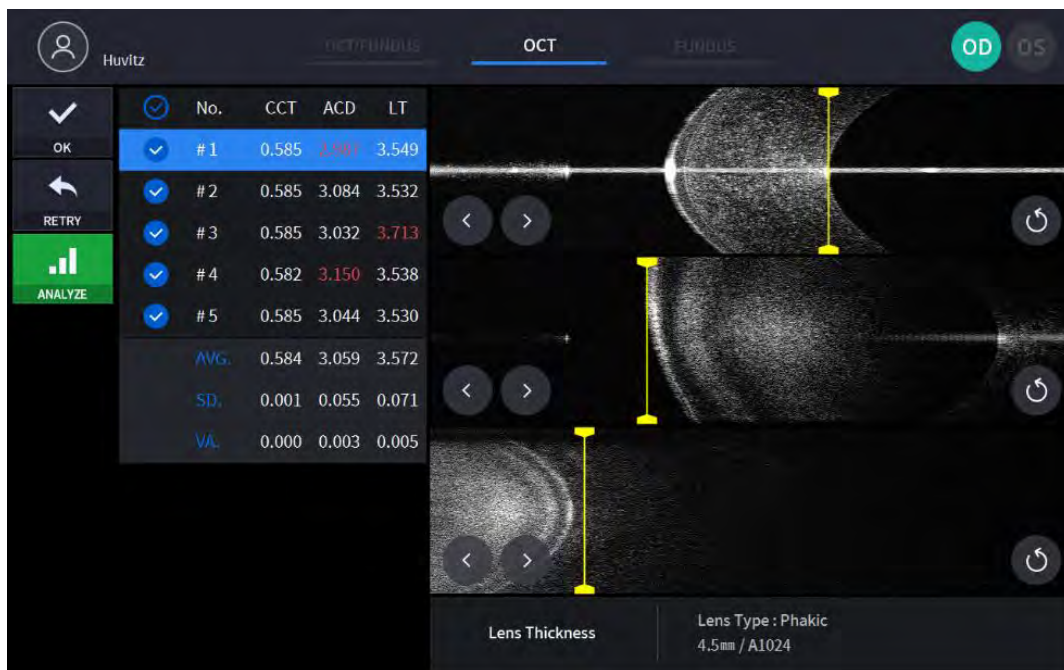 Huvitz
OCT/FUNDUS OCT FUNDUS OD OS
OK
RETRY
ANALYZE
No. CCT ACD LT
#1 0.585 3.549
#2 0.585 3.084 3.532
#3 0.585 3.032 3.713
#4 0.582 3.150 3.538
#5 0.585 3.044 3.530
AVG. 0.584 3.059 3.572
SD. 0.001 0.055 0.071
VA. 0.000 0.003 0.005
Lens Thickness
Lens Type : Phakic
4.5mm / A1024